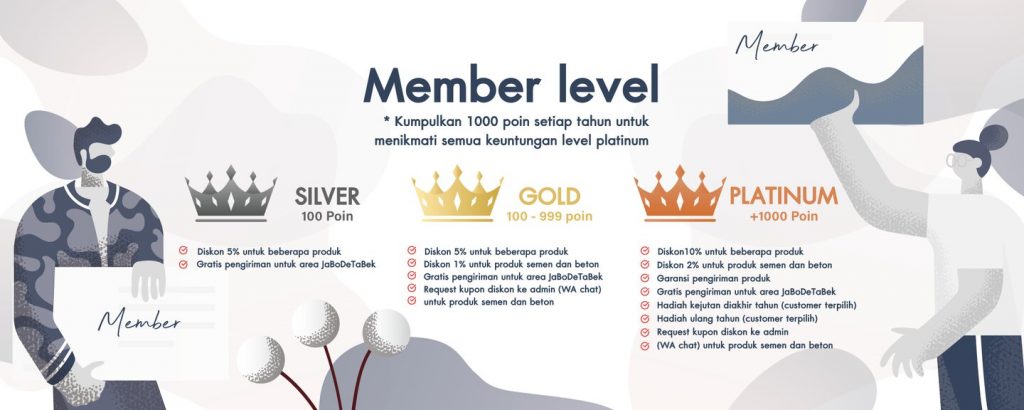 Member
Member level
* Kumpulkan 1000 poin setiap tahun untuk
menikmati semua keuntungan level platinum
SILVER
100 Poin
Diskon 5% untuk beberapa produk
Gratis pengiriman untuk area JaBoDeTaBek
GOLD
100 - 999 poin
Diskon 5% untuk beberapa produk
Diskon 1% untuk produk semen dan beton
Gratis pengiriman untuk area JaBoDeTaBek
Request kupon diskon ke admin (WA chat)
untuk produk semen dan beton
PLATINUM
+1000 Poin
Diskon10% untuk beberapa produk
Diskon 2% untuk produk semen dan beton
Garansi pengiriman produk
Gratis pengiriman untuk area JaBoDeTaBek
Hadiah kejutan diakhir tahun (customer terpilih)
Hadiah ulang tahun (customer terpilih)
Request kupon diskon ke admin
(WA chat) untuk produk semen dan beton
Member